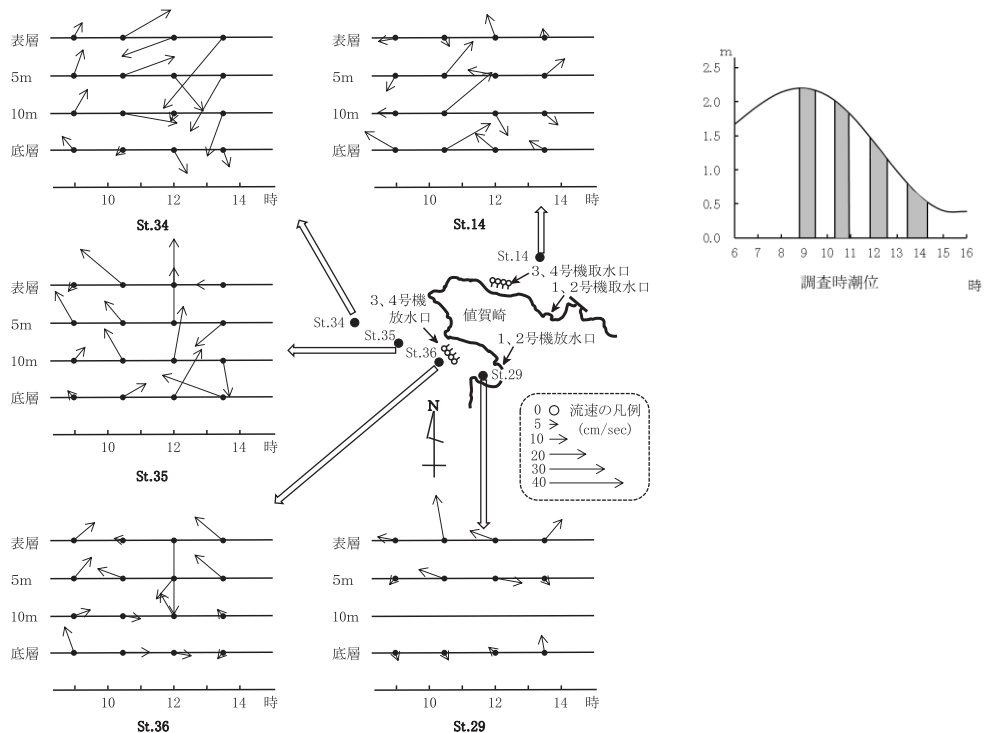 表層
5m
10m
底層
10 12 14 時
St.34
表層
5m
10m
底層
10 12 14 時
St.14
m
2.5
2.0
1.5
1.0
0.5
0.0
6 7 8 9 10 11 12 13 14 15 16
調査時潮位
時
表層
5m
10m
底層
10 12 14 時
St.35
St.14
3、4号機取水口
1、2号機取水口
値賀崎
3、4号機
放水口
1、2号機放水口
St.34
St.35
St.36
St.29
N
0 流速の凡例
5 (cm/sec)
10
20
30
40
表層
5m
10m
底層
10 12 14 時
St.36
表層
5m
10m
底層
10 12 14 時
St.29